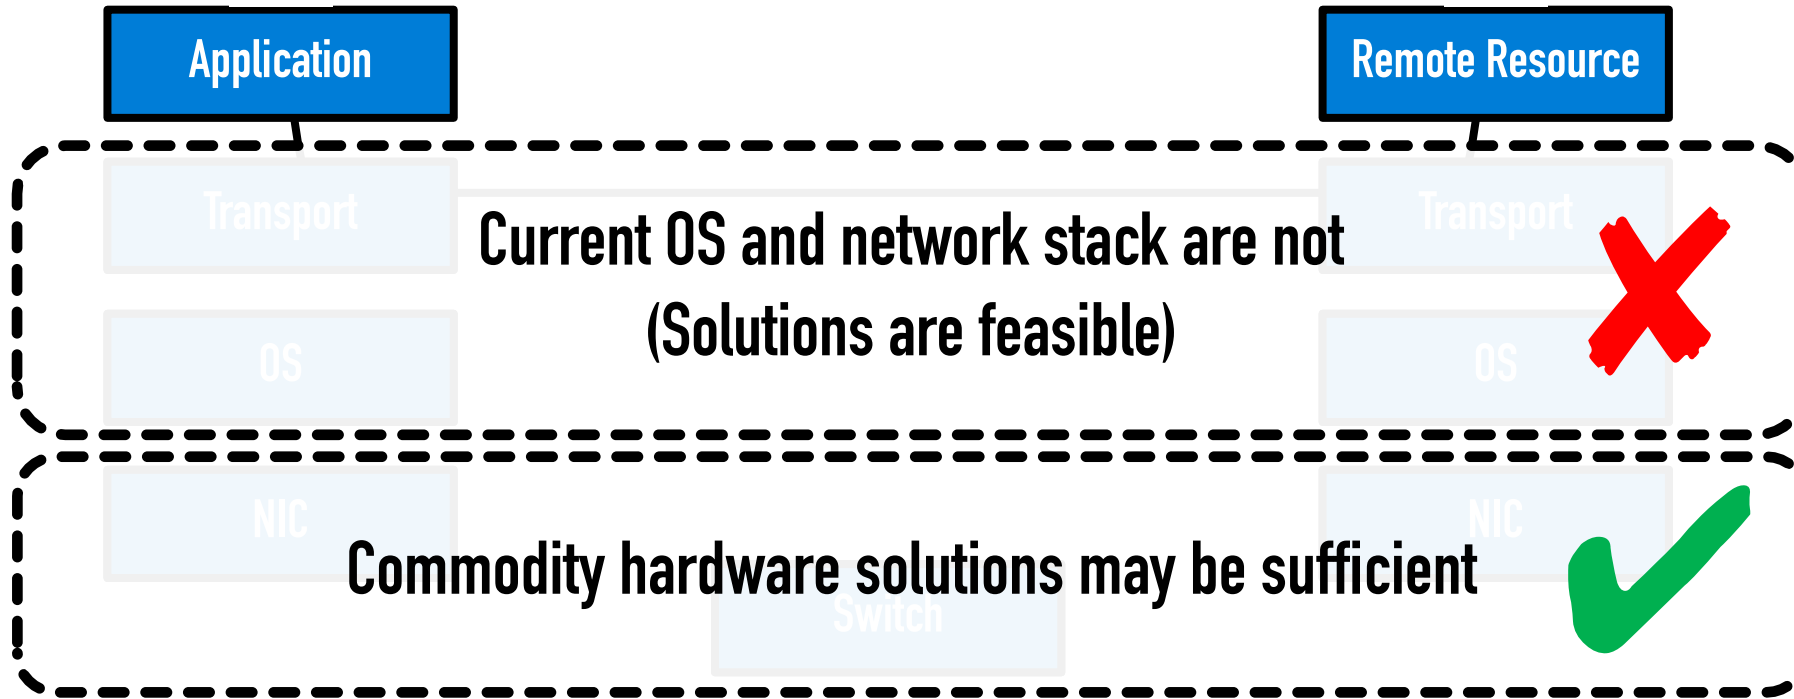 Application
Remote Resource
Transport
Transport
Current OS and network stack are not
(Solutions are feasible)
OS
OS
NIC
NIC
Commodity hardware solutions may be sufficient
Switch